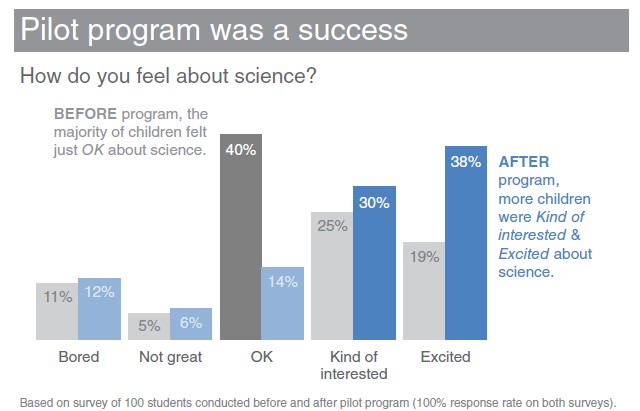 Pilot program was a success
How do you feel about science?
BEFORE program, the
majority of children felt
just OK about science.
40%
38%
AFTER
program,
more children
were Kind of
interested &
Excited about
science.
30%
25%
19%
14%
11% 12%
5% 6%
Bored Not great OK Kind of interested Excited
Based on survey of 100 students conducted before and after pilot program (100% response rate on both surveys).